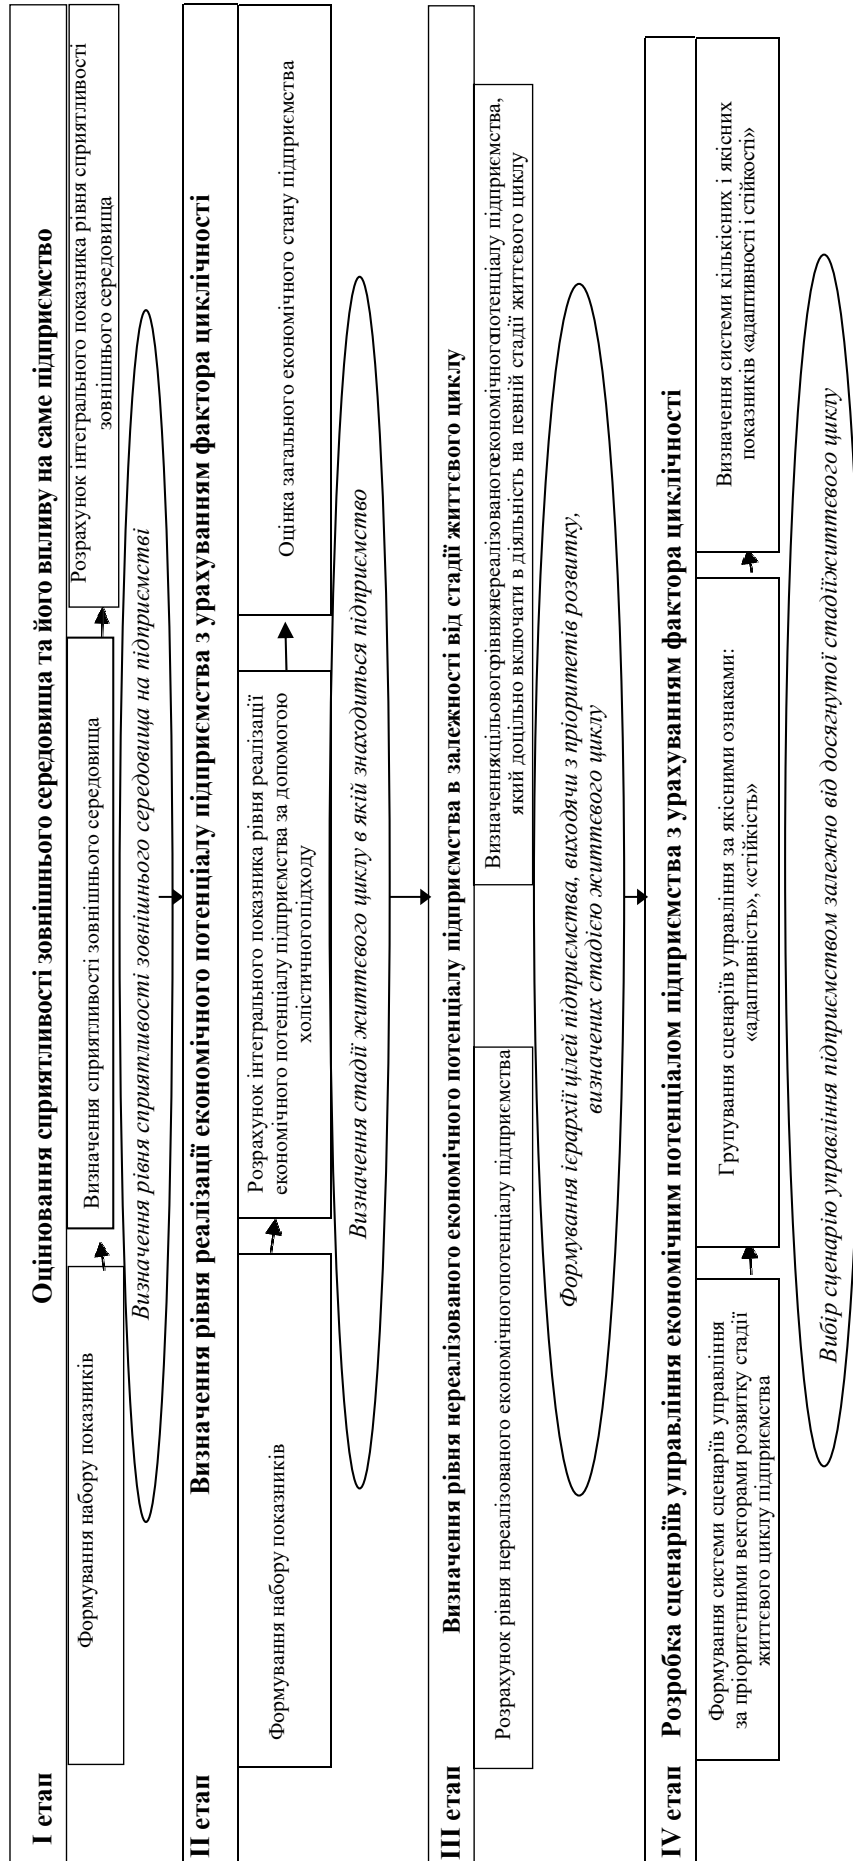 І етап Оцінювання сприятливості зовнішнього середовища та його впливу на саме підприємство
Формування набору показників
Визначення сприятливості зовнішнього середовища
Розрахунок інтегрального показника рівня сприятливості
зовнішнього середовища
Визначення рівня сприятливості зовнішнього середовища на підприємстві
ІІ етап Визначення рівня реалізації економічного потенціалу підприємства з урахуванням фактора циклічності
Формування набору показників
Розрахунок інтегрального показника рівня реалізації
економічного потенціалу підприємства за допомогою
холістичногопідходу
Оцінка загального економічного стану підприємства
Визначення стадії життєвого циклу в якій знаходиться підприємство
ІІІ етап Визначення рівня нереалізованого економічного потенціалу підприємства в залежності від стадії життєвого циклу
Розрахунок рівня нереалізованого економічногопотенціалу підприємства
Визначення«цільового»рівнянереалізованогоекономічногопотенціалу підприємства,
який доцільно включати в діяльність на певній стадії життєвого циклу
Формування ієрархії цілей підприємства, виходячи з пріоритетів розвитку,
визначених стадією життєвого циклу
IV етап Розробка сценаріїв управління економічним потенціалом підприємства з урахуванням фактора циклічності
Формування системи сценаріїв управління
за пріоритетними векторами розвитку стадії
життєвого циклу підприємства
Групування сценаріїв управління за якісними ознаками:
«адаптивність», «стійкість»
Визначення системи кількісних і якісних
показників «адаптивності і стійкості»
Вибір сценарію управління підприємством залежно від досягнутої стадіїжиттєвого циклу